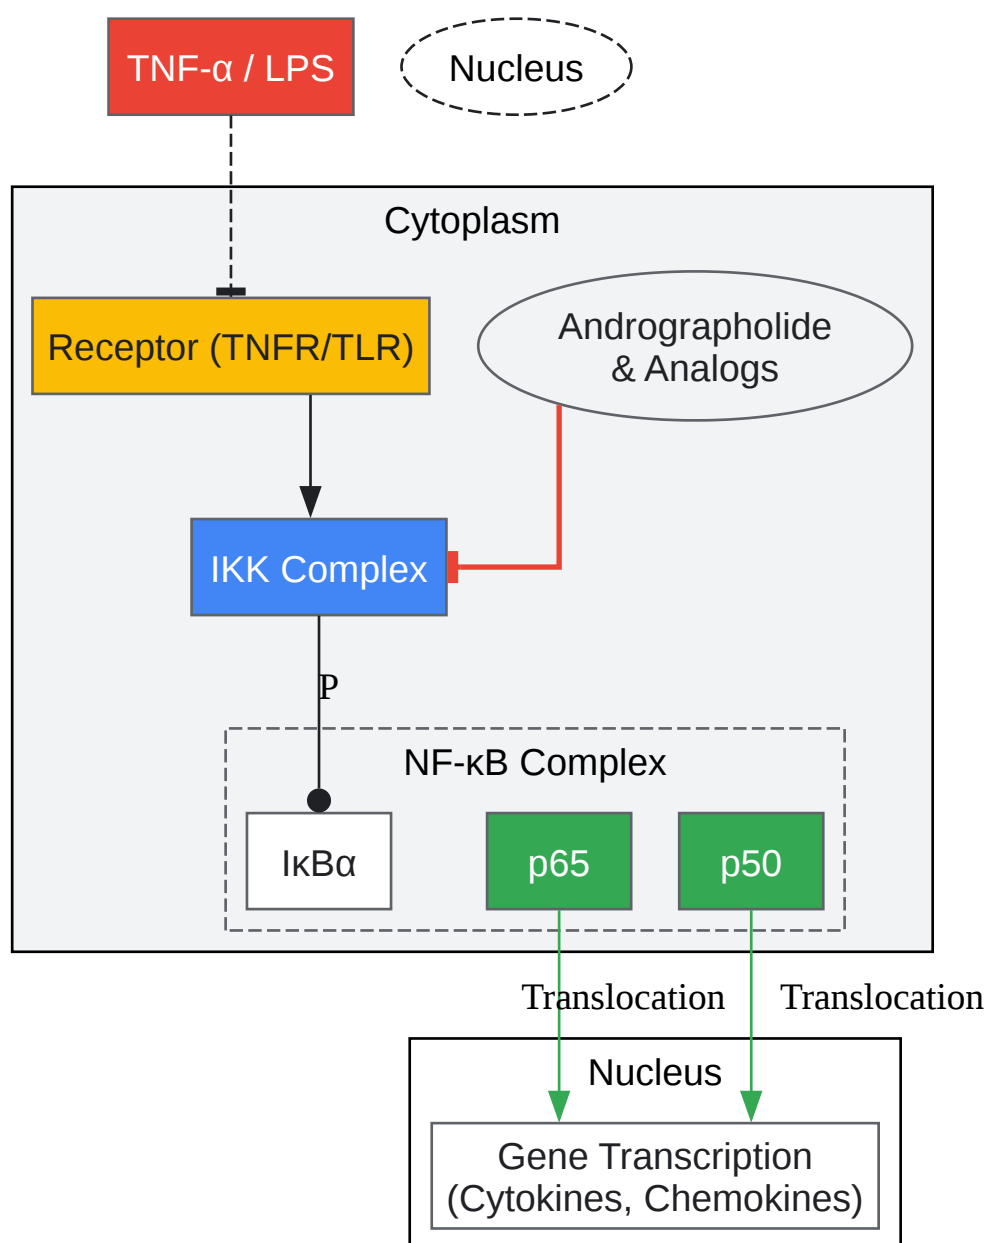 TNF-α / LPS
Nucleus
Cytoplasm
Receptor (TNFR/TLR)
Andrographolide
& Analogs
IKK Complex
P
NF-κB Complex
IκBα
p65
p50
Translocation
Translocation
Nucleus
Gene Transcription
(Cytokines, Chemokines)